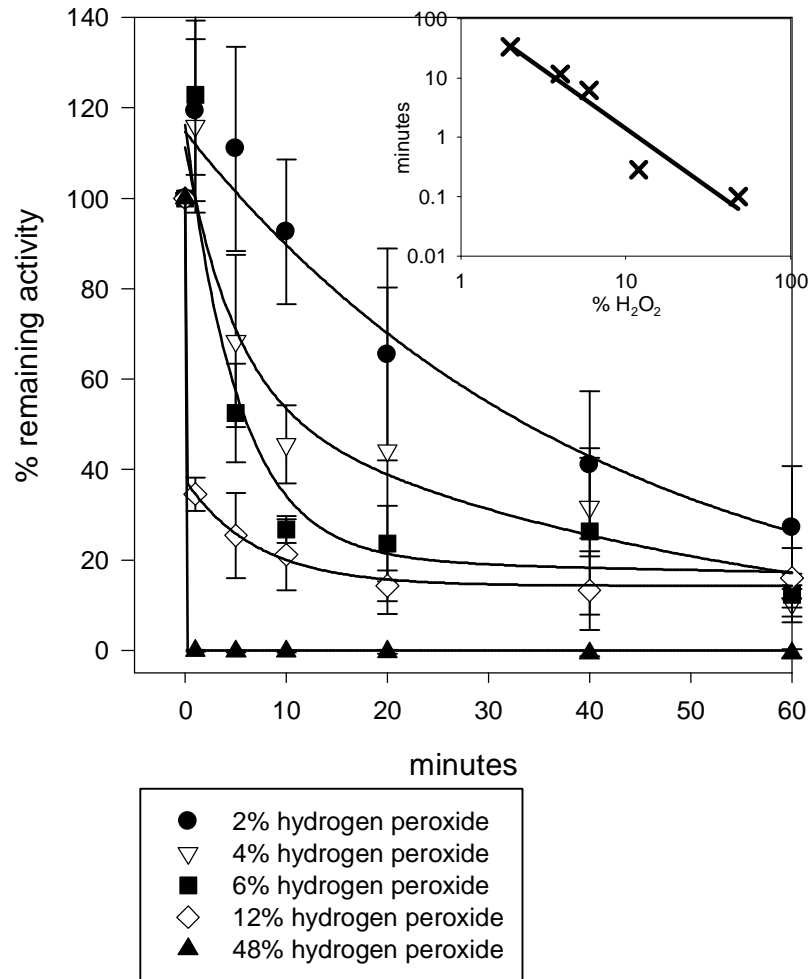 140
120
100
80
60
40
20
0
% remaining activity
0 10 20 30 40 50 60
minutes
100
10
1
0.1
0.01
minutes
1 10 100
% H₂O₂
2% hydrogen peroxide
4% hydrogen peroxide
6% hydrogen peroxide
12% hydrogen peroxide
48% hydrogen peroxide